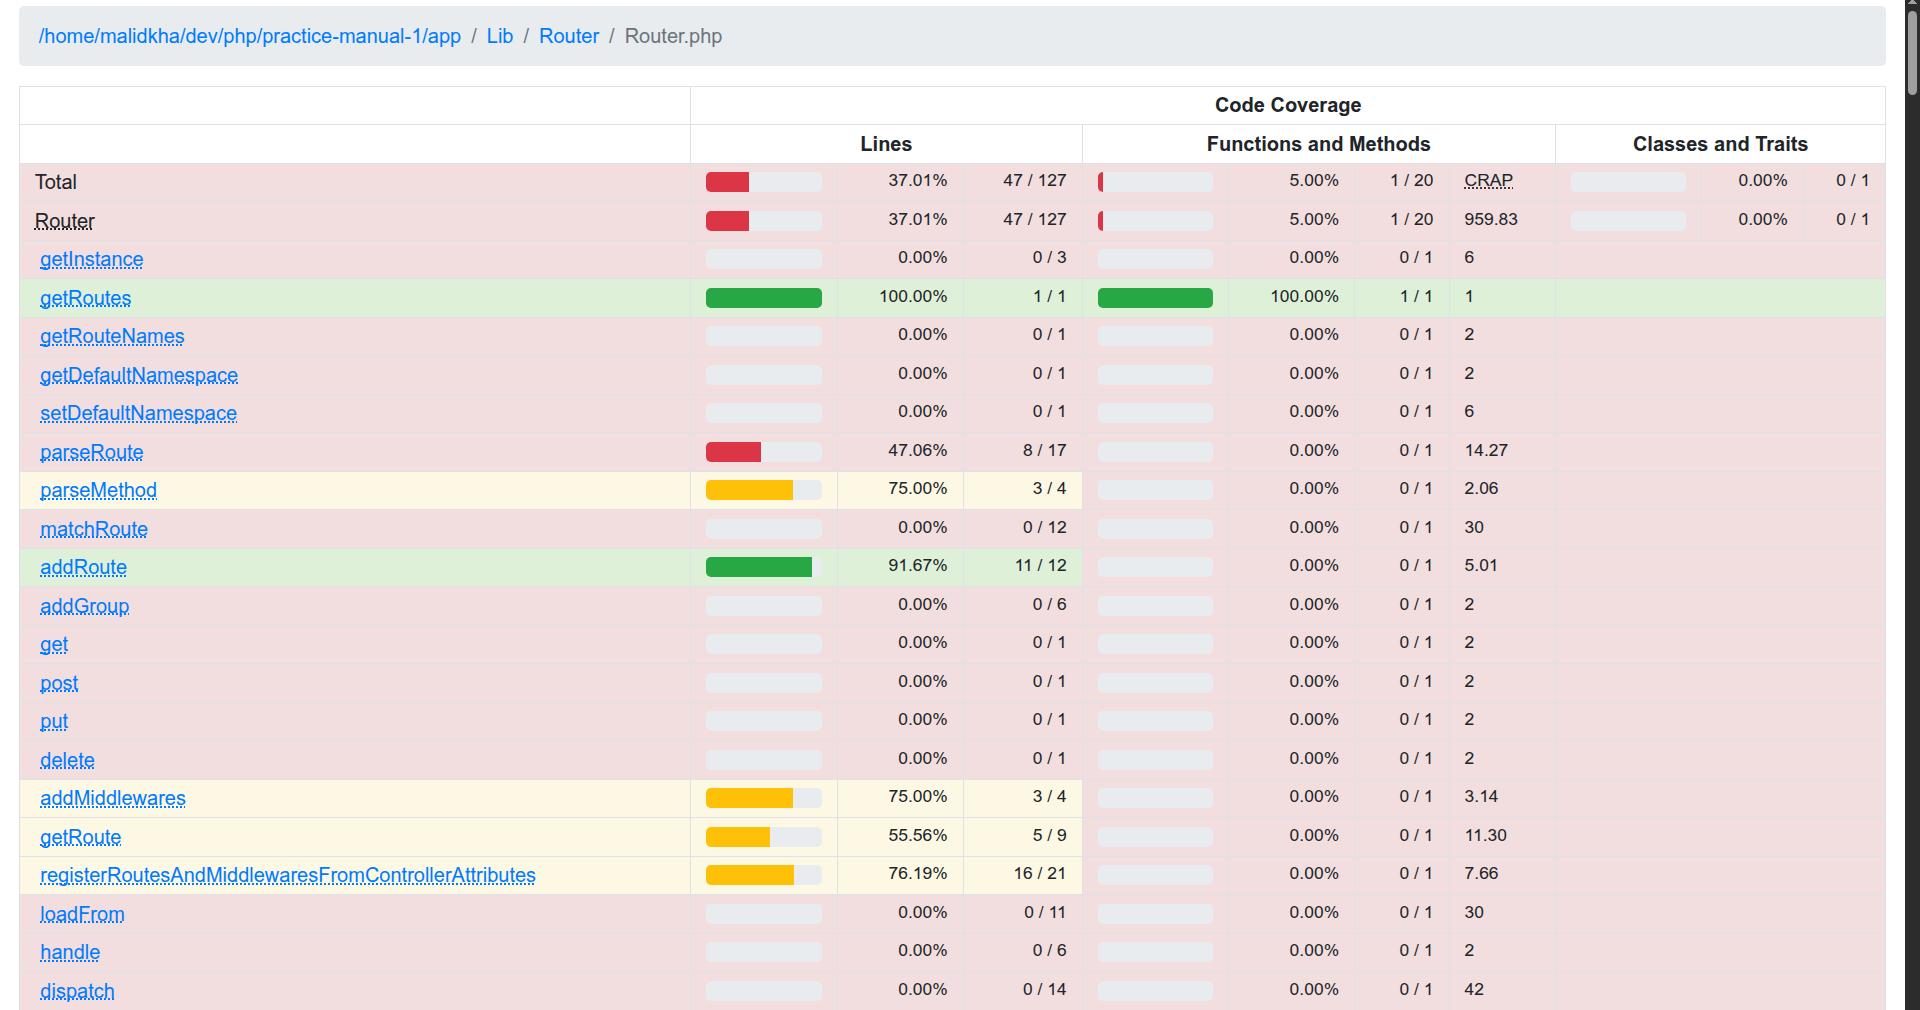 /home/malidkha/dev/php/practice-manual-1/app / Lib / Router / Router.php
Code Coverage
Lines Functions and Methods Classes and Traits
Total 37.01% 47 / 127 5.00% 1 / 20 CRAP 0.00% 0 / 1
Router 37.01% 47 / 127 5.00% 1 / 20 959.83 0.00% 0 / 1
getInstance 0.00% 0 / 3 0.00% 0 / 1 6
getRoutes 100.00% 1 / 1 100.00% 1 / 1 1
getRouteNames 0.00% 0 / 1 0.00% 0 / 1 2
getDefaultNamespace 0.00% 0 / 1 0.00% 0 / 1 2
setDefaultNamespace 0.00% 0 / 1 0.00% 0 / 1 6
parseRoute 47.06% 8 / 17 0.00% 0 / 1 14.27
parseMethod 75.00% 3 / 4 0.00% 0 / 1 2.06
matchRoute 0.00% 0 / 12 0.00% 0 / 1 30
addRoute 91.67% 11 / 12 0.00% 0 / 1 5.01
addGroup 0.00% 0 / 6 0.00% 0 / 1 2
get 0.00% 0 / 1 0.00% 0 / 1 2
post 0.00% 0 / 1 0.00% 0 / 1 2
put 0.00% 0 / 1 0.00% 0 / 1 2
delete 0.00% 0 / 1 0.00% 0 / 1 2
addMiddlewares 75.00% 3 / 4 0.00% 0 / 1 3.14
getRoute 55.56% 5 / 9 0.00% 0 / 1 11.30
registerRoutesAndMiddlewaresFromControllerAttributes 76.19% 16 / 21 0.00% 0 / 1 7.66
loadFrom 0.00% 0 / 11 0.00% 0 / 1 30
handle 0.00% 0 / 6 0.00% 0 / 1 2
dispatch 0.00% 0 / 14 0.00% 0 / 1 42